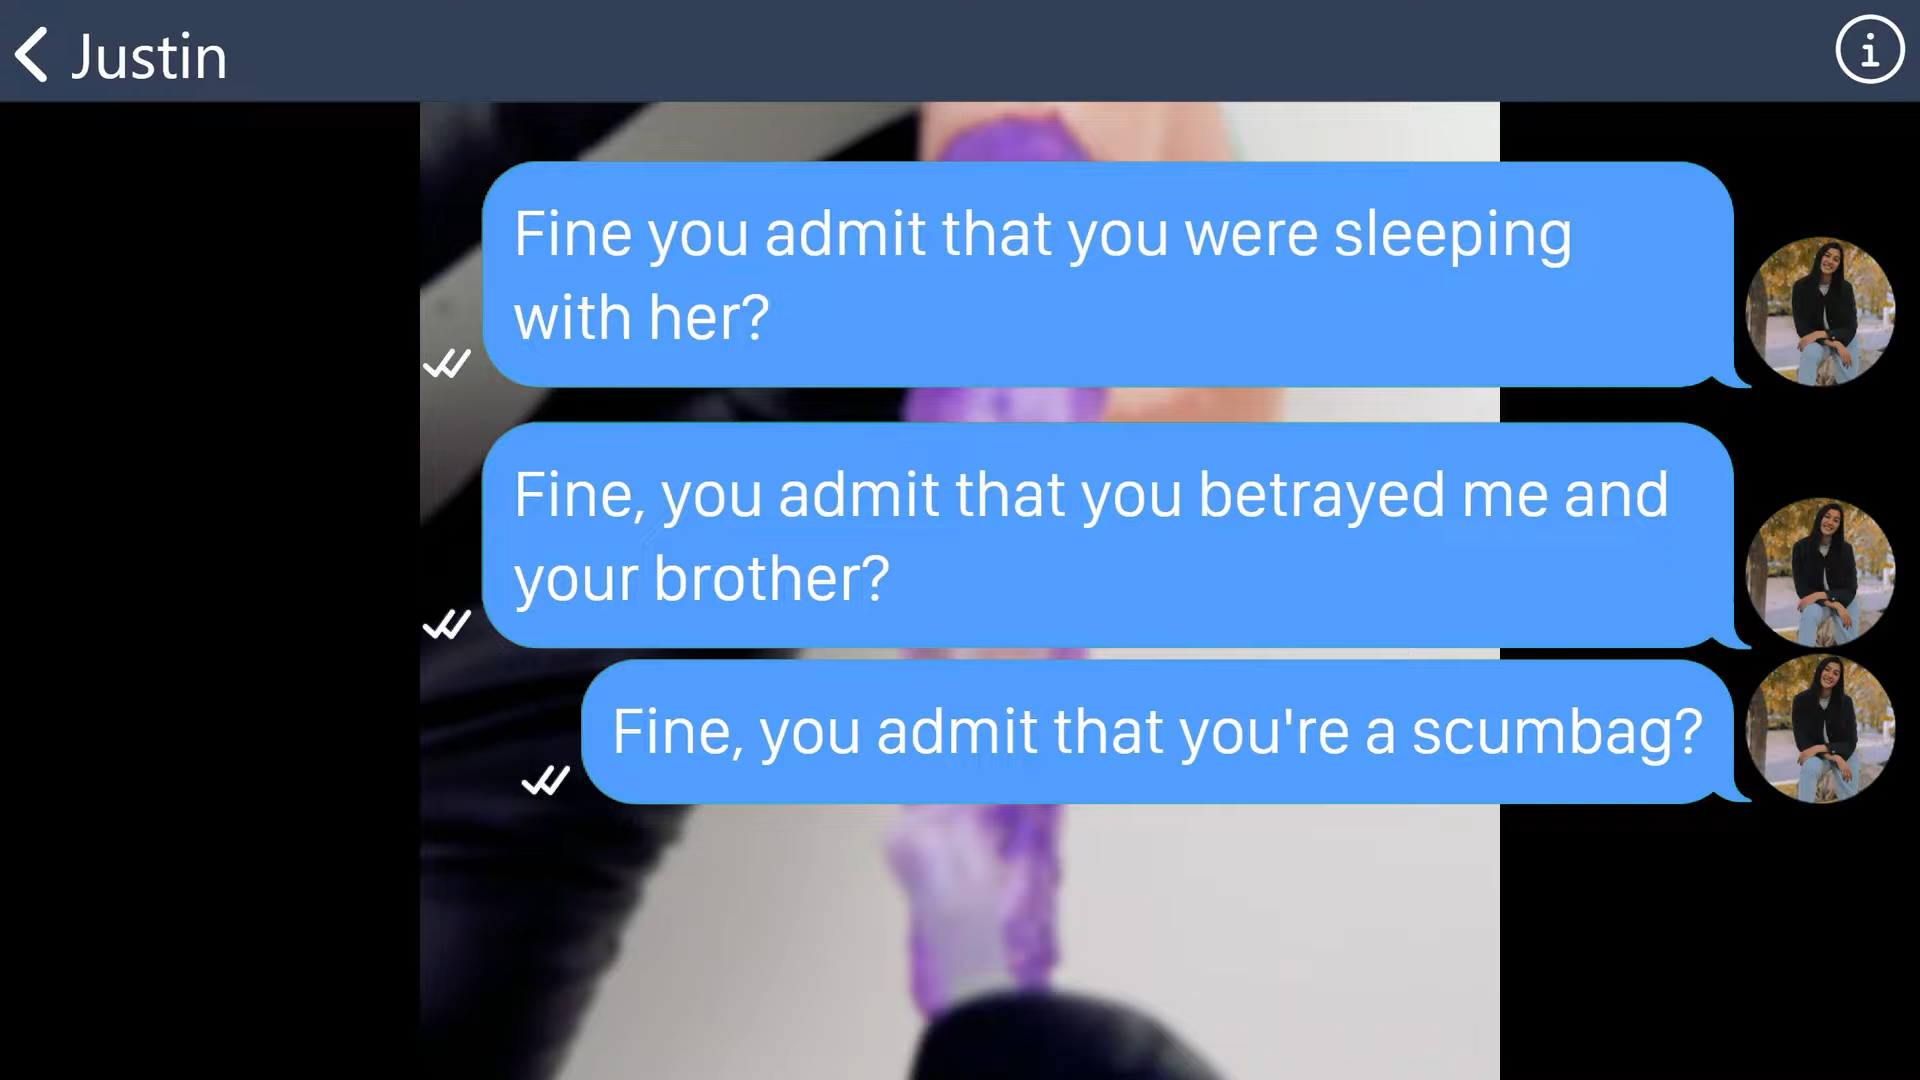 Justin
Fine you admit that you were sleeping
with her?
Fine, you admit that you betrayed me and
your brother?
Fine, you admit that you're a scumbag?